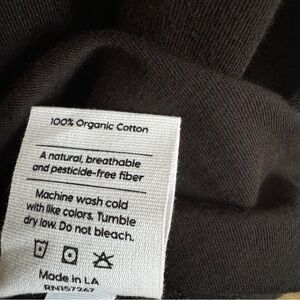 100% Organic Cotton
A natural, breathable
and pesticide-free fiber
Machine wash cold
with like colors. Tumble
dry low. Do not bleach.
Made in LA
RN157267